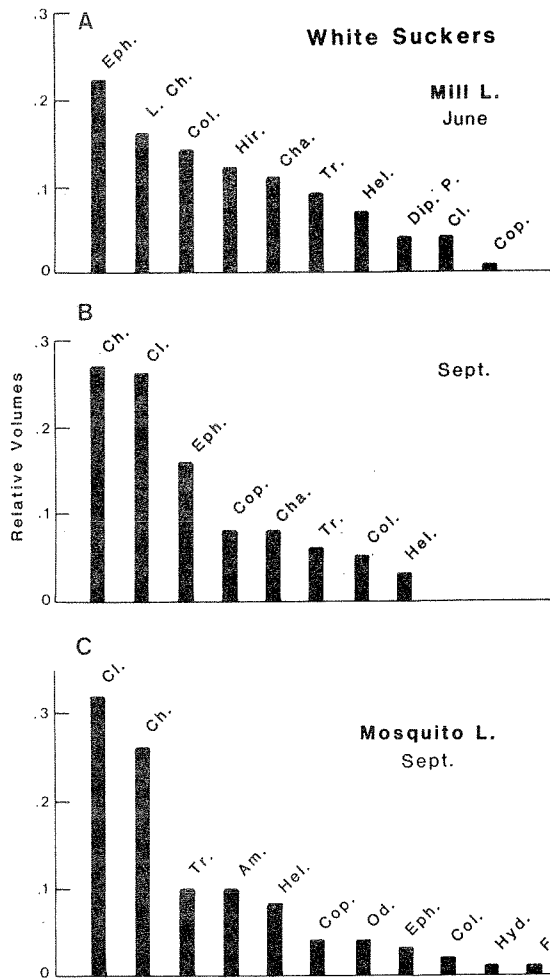 A
White Suckers
Mill L.
June
.3
.2
.1
0
Eph.
L. Ch.
Col.
Hir.
Cha.
Tr.
Hel.
Dip. P.
Cl.
Cop.
B
Sept.
Relative Volumes
.3
.2
.1
0
Ch.
Cl.
Eph.
Cop.
Cha.
Tr.
Col.
Hel.
C
Mosquito L.
Sept.
.3
.2
.1
0
Cl.
Ch.
Tr.
Am.
Hel.
Cop.
Od.
Eph.
Col.
Hyd.
F